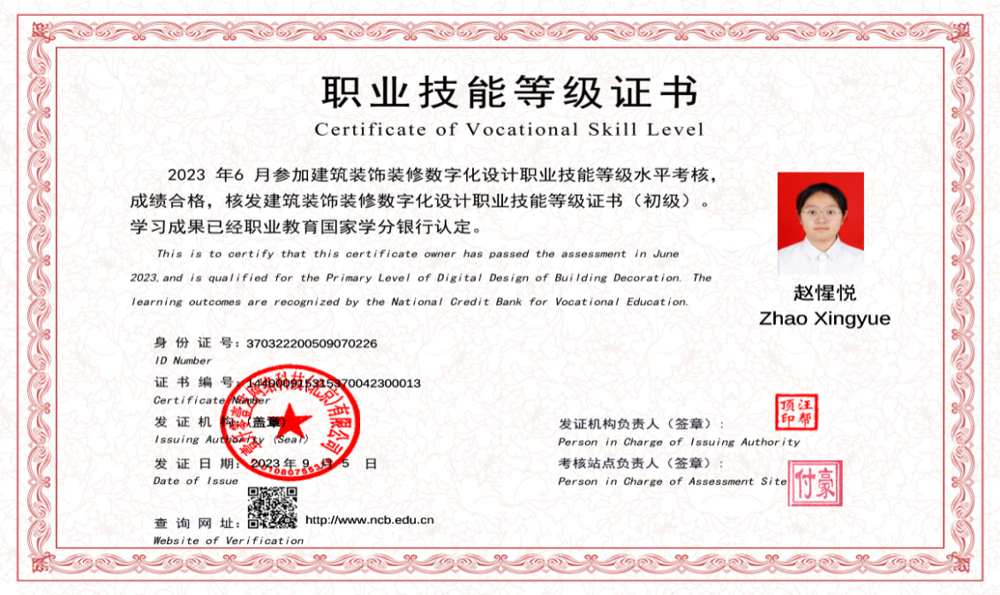 职业技能等级证书
Certificate of Vocational Skill Level
2023 年6 月参加建筑装饰装修数字化设计职业技能等级水平考核，
成绩合格，核发建筑装饰装修数字化设计职业技能等级证书（初级）。
学习成果已经职业教育国家学分银行认定。
This is to certify that this certificate owner has passed the assessment in June
2023,and is qualified for the Primary Level of Digital Design of Building Decoration. The
learning outcomes are recognized by the National Credit Bank for Vocational Education.
赵惺悦
Zhao Xingyue
身 份 证 号：370322200509070226
ID Number
证 书 编 号：144000915315370042300013
Certificate Number
发 证 机 构（盖章）
Issuing Authority (Seal)
发 证 日 期：2023 年 9 月 5 日
Date of Issue
查 询 网 址： http://www.ncb.edu.cn
Website of Verification
发证机构负责人（签章）：
Person in Charge of Issuing Authority
汪帮顶印
考核站点负责人（签章）：
Person in Charge of Assessment Site
付豪